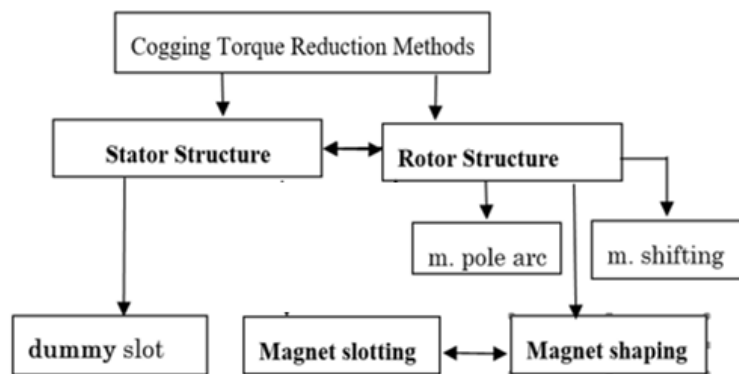 Cogging Torque Reduction Methods
Stator Structure
Rotor Structure
m. pole arc
m. shifting
dummy slot
Magnet slotting
Magnet shaping